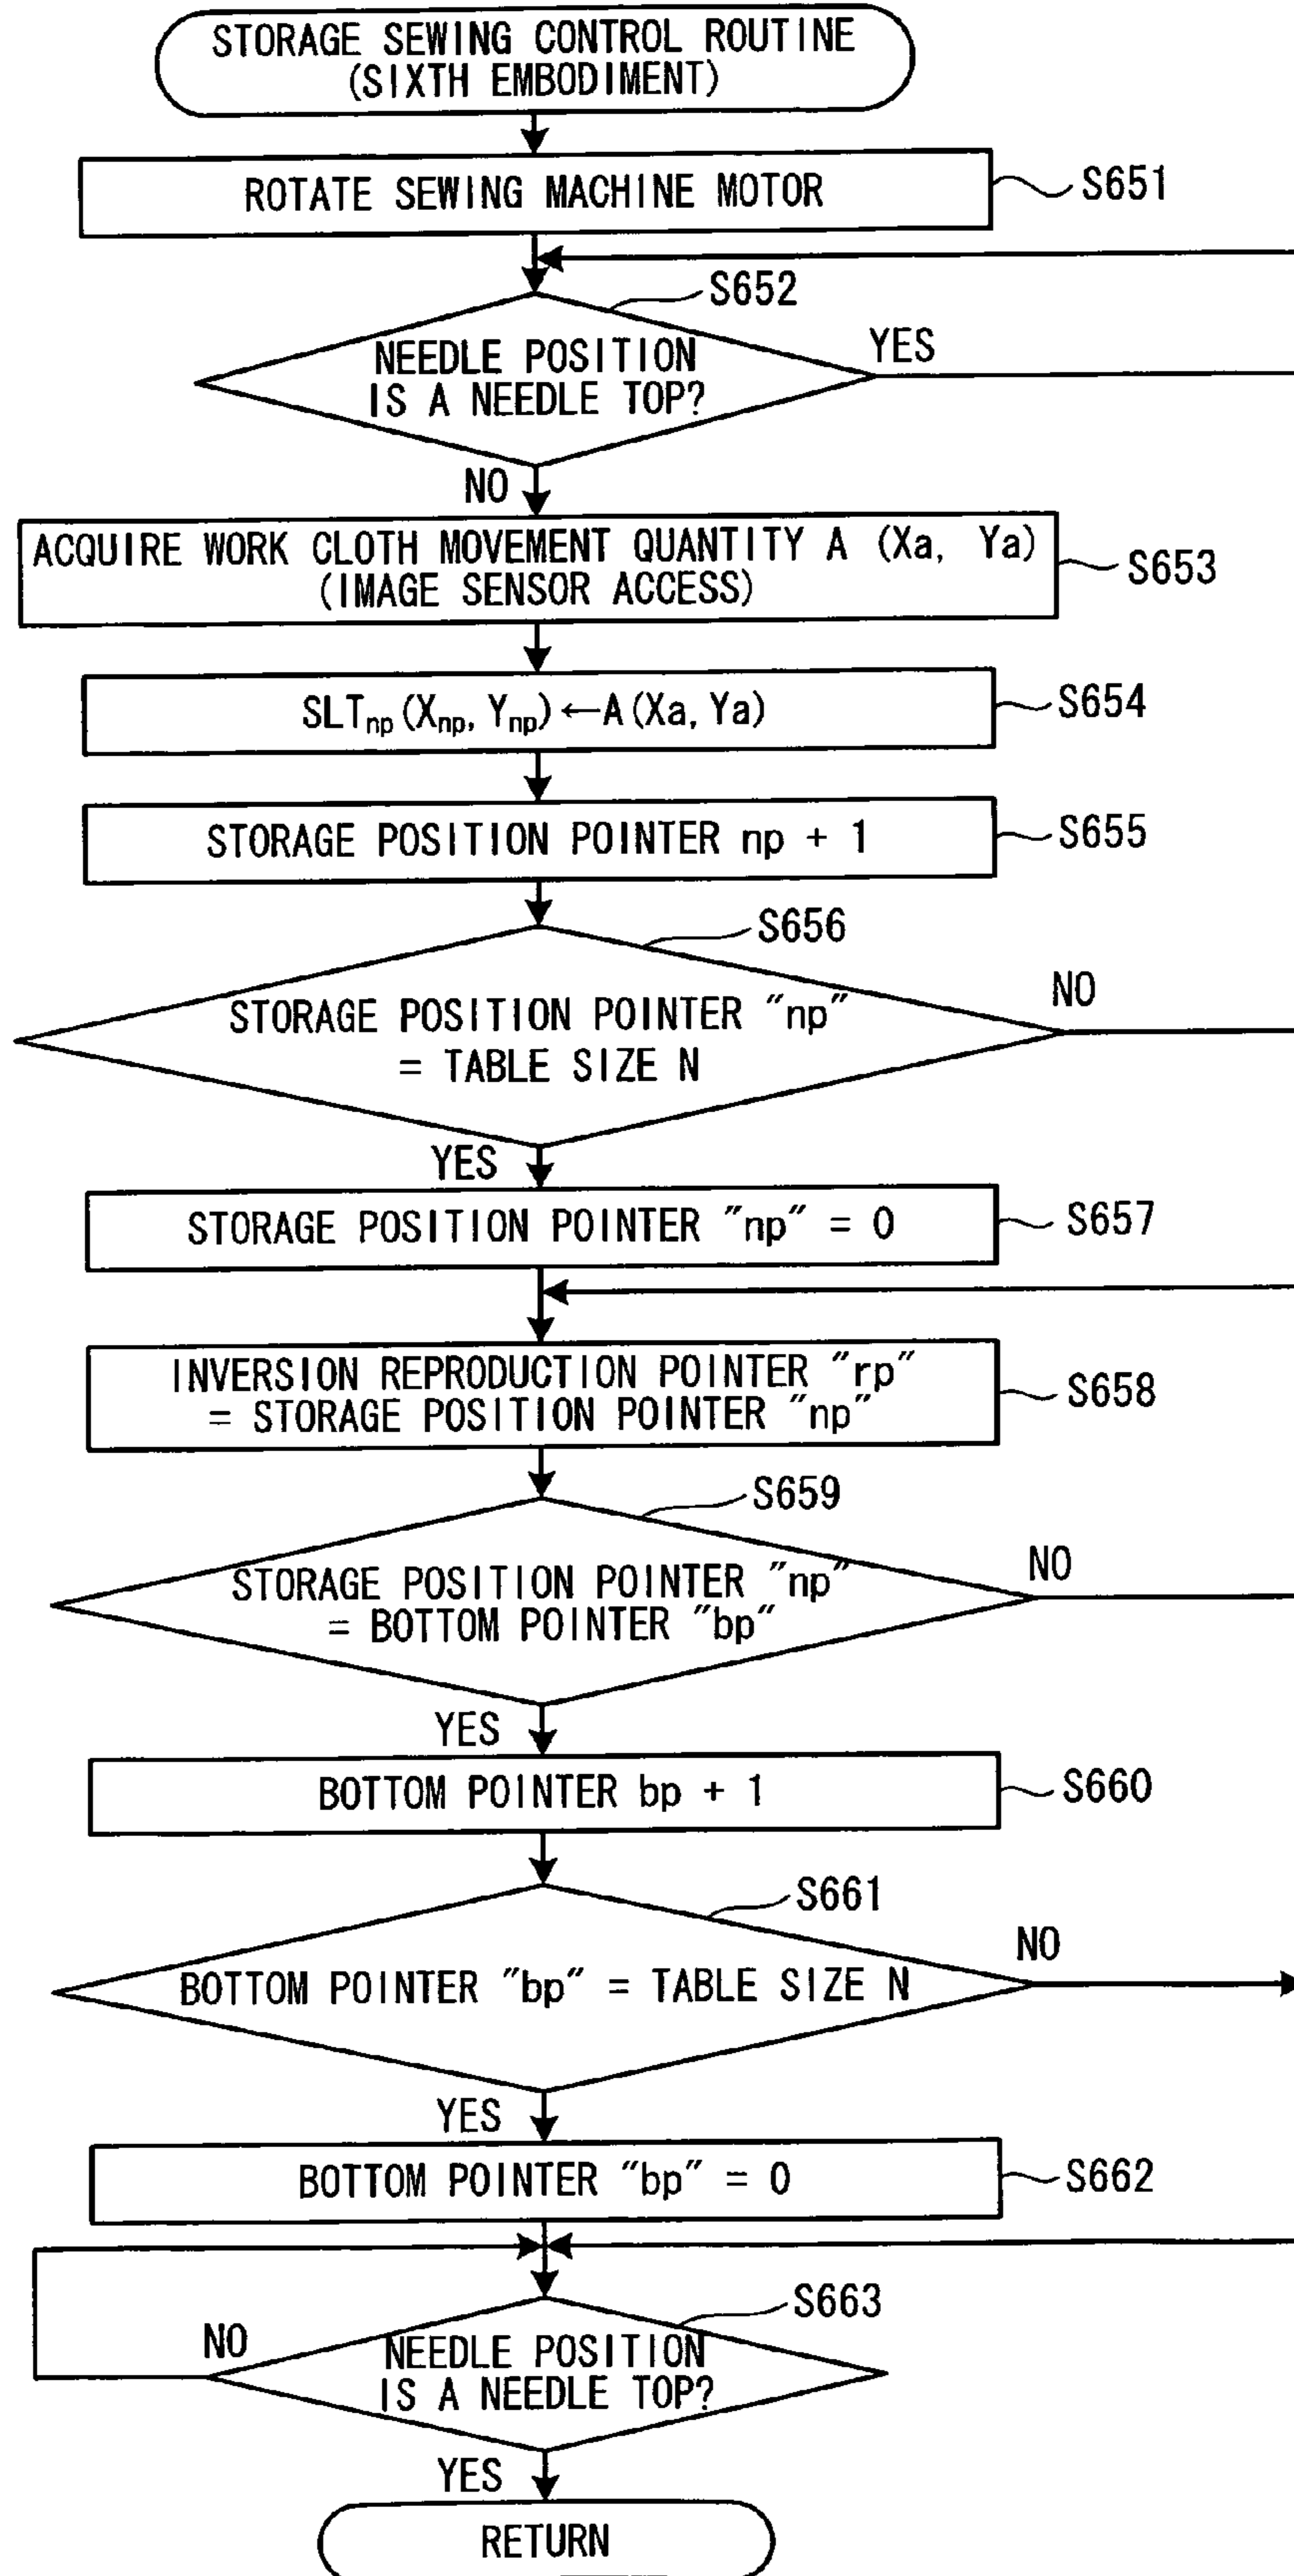 STORAGE SEWING CONTROL ROUTINE
(SIXTH EMBODIMENT)
ROTATE SEWING MACHINE MOTOR
S651
S652
NEEDLE POSITION
IS A NEEDLE TOP?
YES
NO
ACQUIRE WORK CLOTH MOVEMENT QUANTITY A (Xa, Ya)
(IMAGE SENSOR ACCESS)
S653
SLTnp(Xnp, Ynp)←A(Xa, Ya)
S654
STORAGE POSITION POINTER np + 1
S655
S656
STORAGE POSITION POINTER "np"
= TABLE SIZE N
NO
YES
STORAGE POSITION POINTER "np" = 0
S657
INVERSION REPRODUCTION POINTER "rp"
= STORAGE POSITION POINTER "np"
S658
S659
STORAGE POSITION POINTER "np"
= BOTTOM POINTER "bp"
NO
YES
BOTTOM POINTER bp + 1
S660
S661
BOTTOM POINTER "bp" = TABLE SIZE N
NO
YES
BOTTOM POINTER "bp" = 0
S662
S663
NEEDLE POSITION
IS A NEEDLE TOP?
NO
YES
RETURN